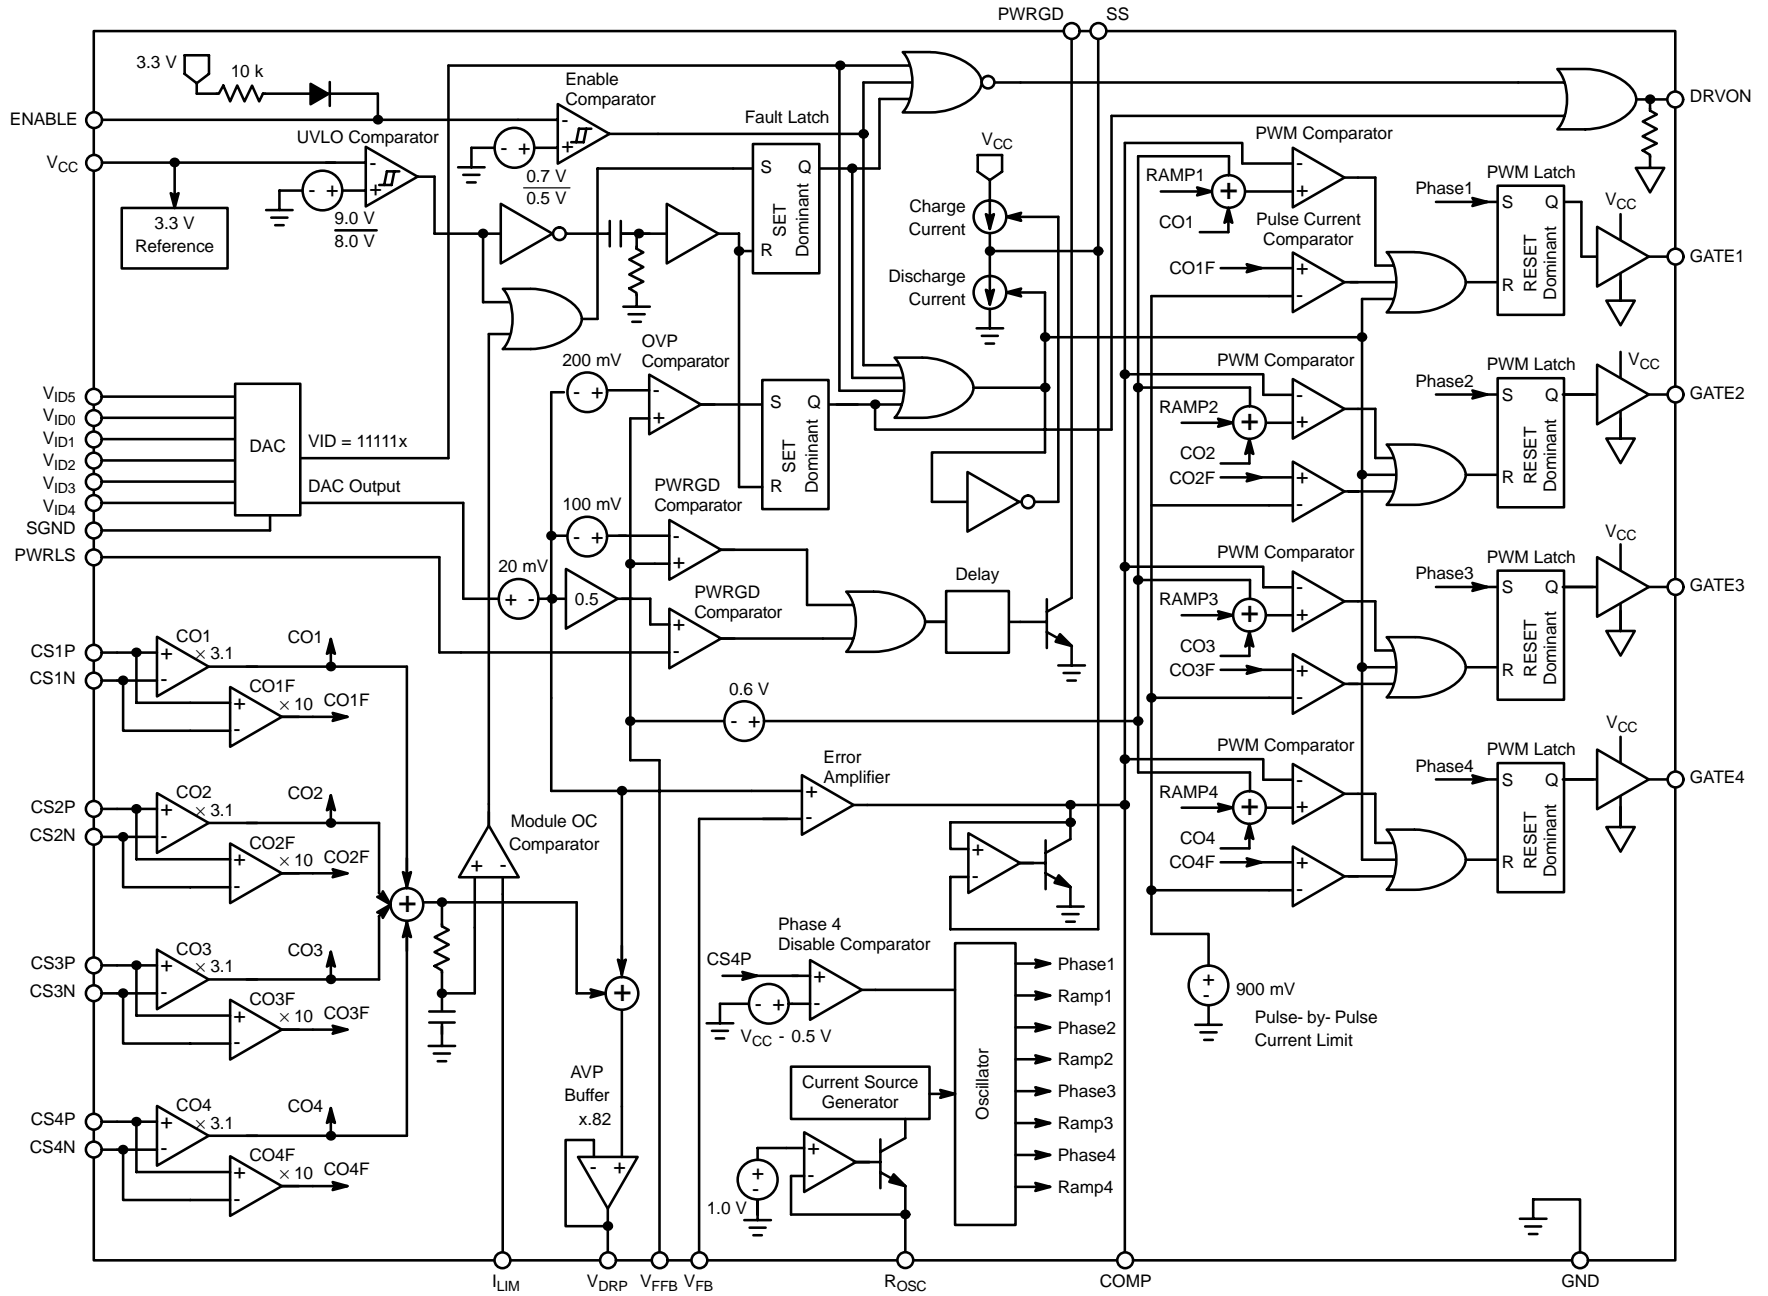 PWRGD SS
3.3 V
10 k
Enable
Comparator
ENABLE
- +
- +
Fault Latch
DRVON
UVLO Comparator
VCC
- +
- +
9.0 V
8.0 V
0.7 V
0.5 V
3.3 V
Reference
S Q
R
SET
Dominant
VCC
Charge
Current
Discharge
Current
PWM Comparator
RAMP1
+
- +
CO1
Pulse Current
Comparator
CO1F
+ -
Phase1
PWM Latch
S Q
R
RESET
Dominant
VCC
GATE1
OVP
Comparator
200 mV
- +
- +
S Q
R
SET
Dominant
PWM Comparator
RAMP2
+
- +
CO2
CO2F
+ -
Phase2
PWM Latch
S Q
R
RESET
Dominant
VCC
GATE2
VID5
VID0
VID1
VID2
VID3
VID4
SGND
PWRLS
DAC
VID = 11111x
DAC Output
PWRGD
Comparator
100 mV
- +
- +
20 mV
+ -
0.5
PWRGD
Comparator
+ -
Delay
PWM Comparator
RAMP3
+
- +
CO3
CO3F
+ -
Phase3
PWM Latch
S Q
R
RESET
Dominant
VCC
GATE3
CS1P
CS1N
+ -
CO1
× 3.1
CO1
+ -
CO1F
× 10
CO1F
0.6 V
- +
Error
Amplifier
+ -
PWM Comparator
RAMP4
+
- +
CO4
CO4F
+ -
Phase4
PWM Latch
S Q
R
RESET
Dominant
VCC
GATE4
CS2P
CS2N
+ -
CO2
× 3.1
CO2
+ -
CO2F
× 10
CO2F
+
Module OC
Comparator
+ -
+ -
CS3P
CS3N
+ -
CO3
× 3.1
CO3
+ -
CO3F
× 10
CO3F
+
Phase 4
Disable Comparator
CS4P
+ -
- +
VCC - 0.5 V
+ -
900 mV
Pulse- by- Pulse
Current Limit
Oscillator
Phase1
Ramp1
Phase2
Ramp2
Phase3
Ramp3
Phase4
Ramp4
CS4P
CS4N
+ -
CO4
× 3.1
CO4
+ -
CO4F
× 10
CO4F
AVP
Buffer
x.82
- +
Current Source
Generator
+ -
+ -
1.0 V
ILIM VDRP VFFB VFB ROSC COMP GND